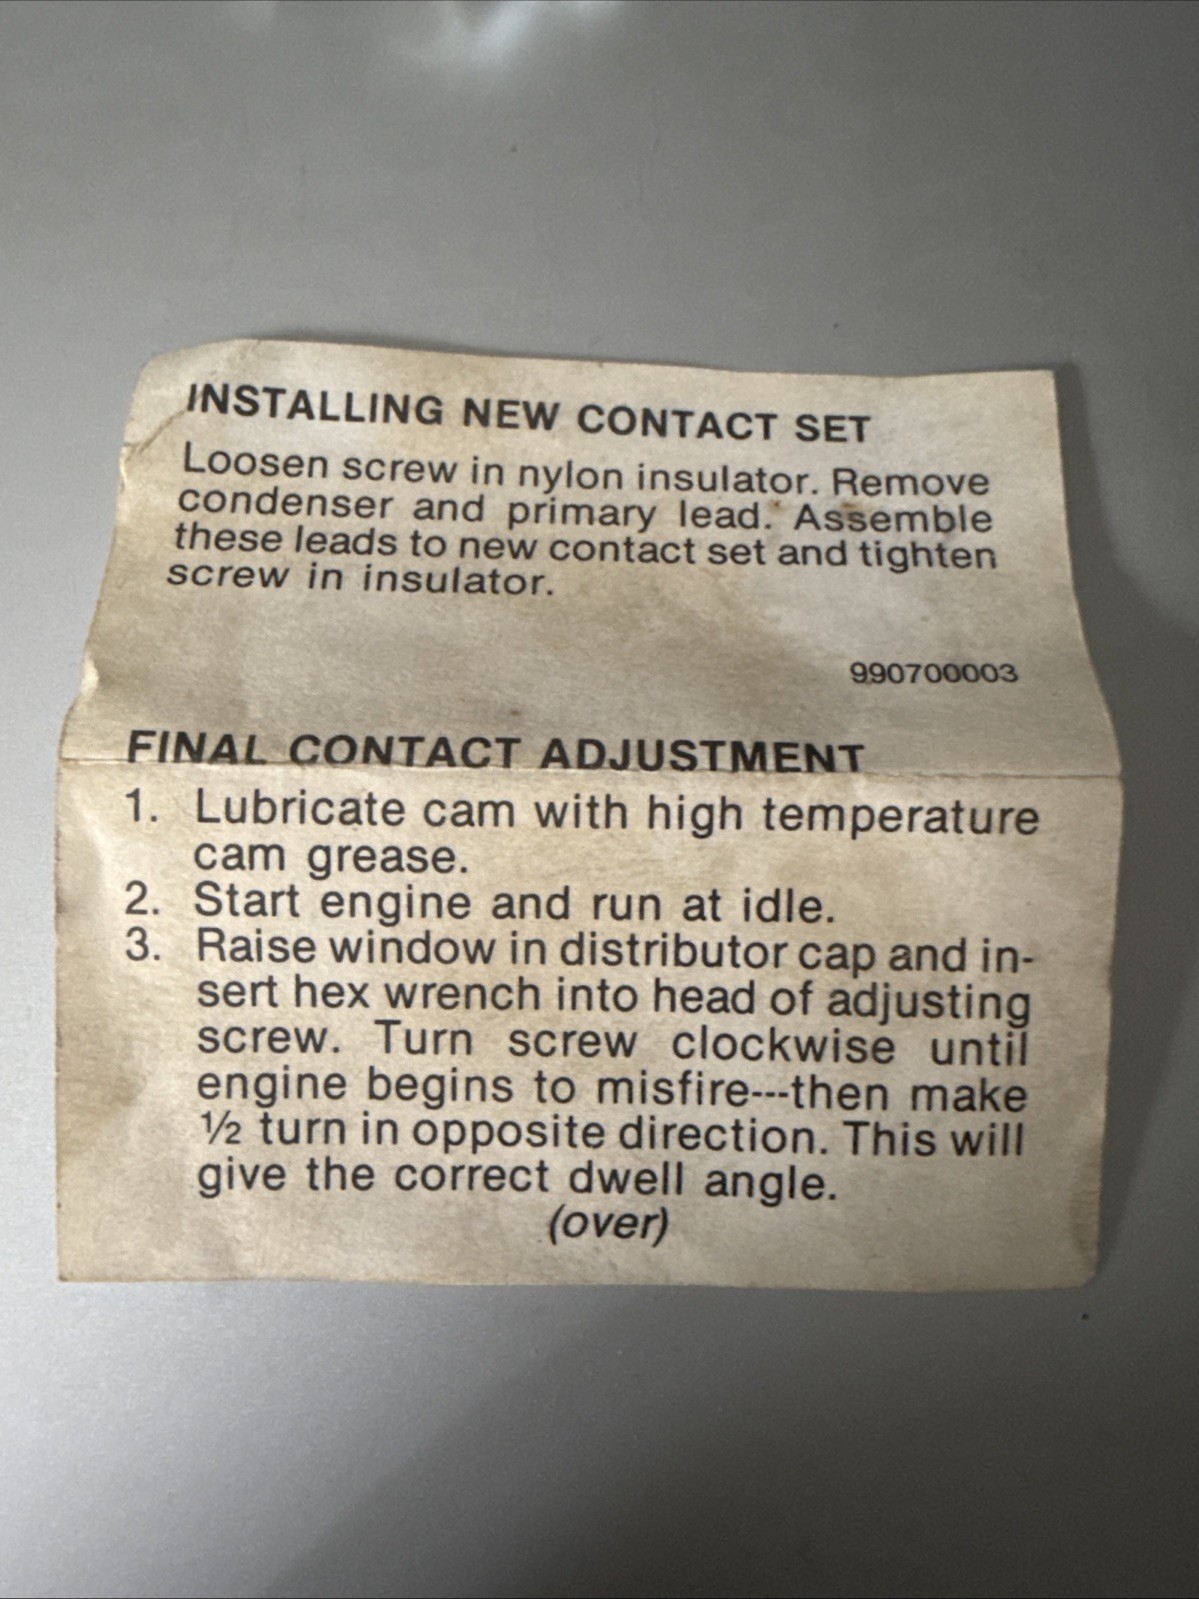 INSTALLING NEW CONTACT SET
Loosen screw in nylon insulator. Remove
condenser and primary lead. Assemble
these leads to new contact set and tighten
screw in insulator.
990700003
FINAL CONTACT ADJUSTMENT
1. Lubricate cam with high temperature
cam grease.
2. Start engine and run at idle.
3. Raise window in distributor cap and in-
sert hex wrench into head of adjusting
screw. Turn screw clockwise until
engine begins to misfire---then make
½ turn in opposite direction. This will
give the correct dwell angle.
(over)